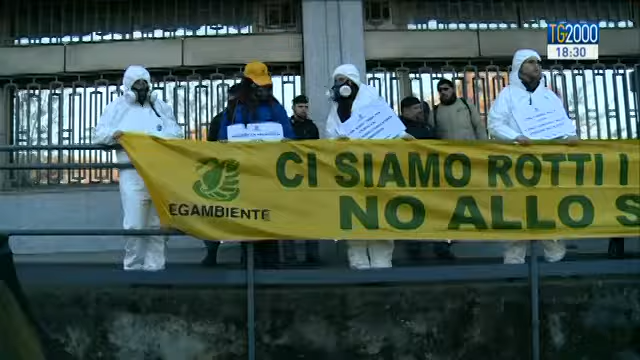 TG2000
18:30
CI SIAMO ROTTI I
EGAMBIENTE
NO ALLO S